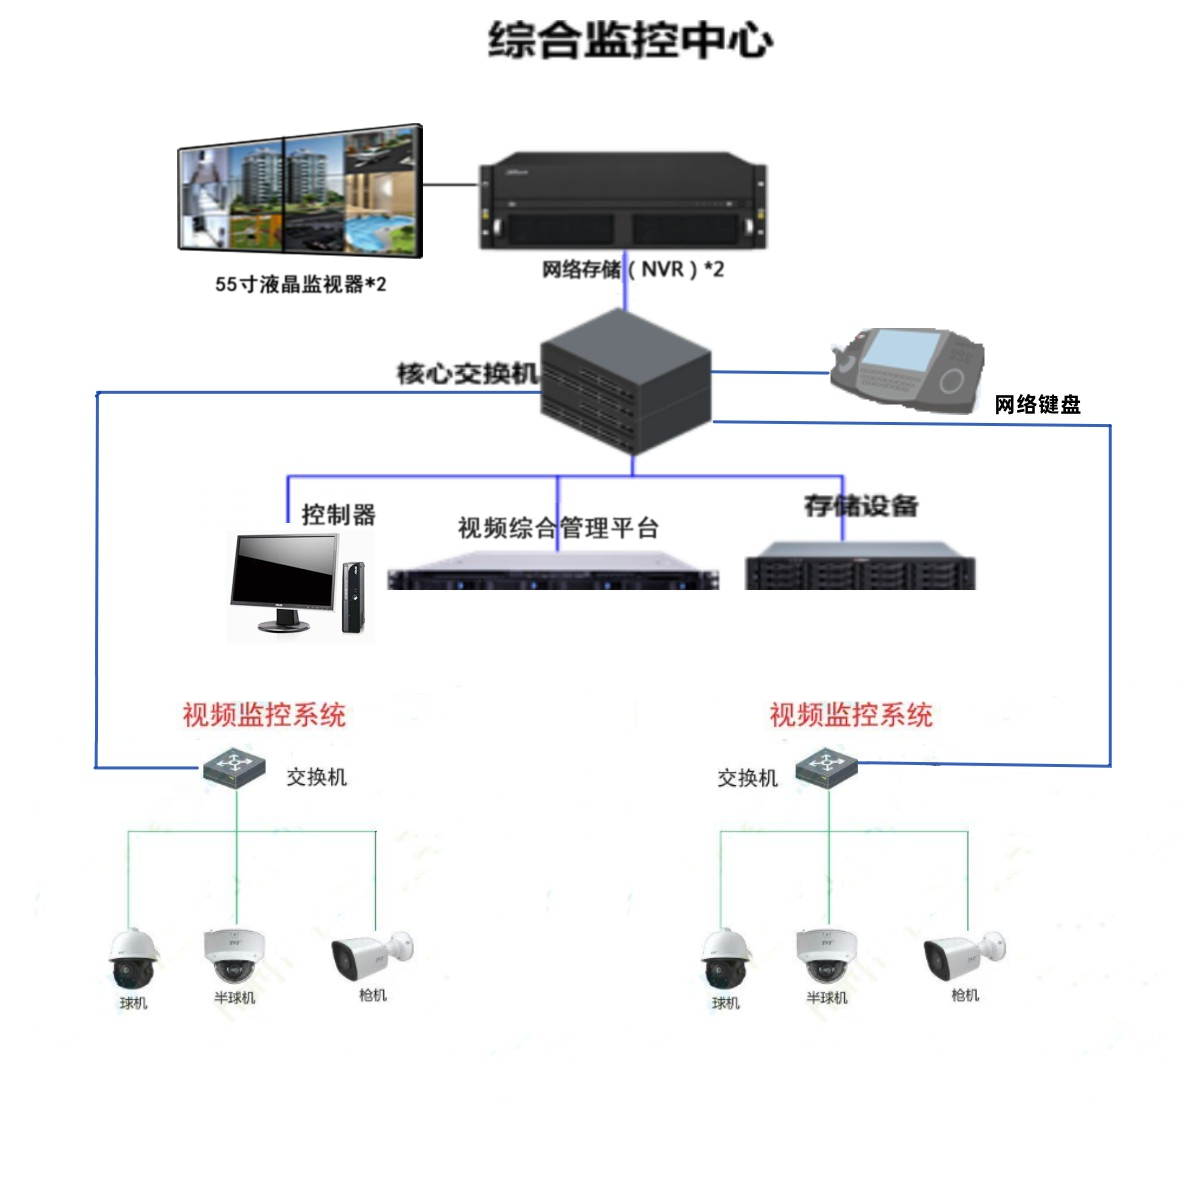 综合监控中心
55寸液晶监视器*2
网络存储（NVR）*2
核心交换机
网络键盘
控制器
视频综合管理平台
存储设备
视频监控系统
视频监控系统
交换机
交换机
球机
半球机
枪机
球机
半球机
枪机